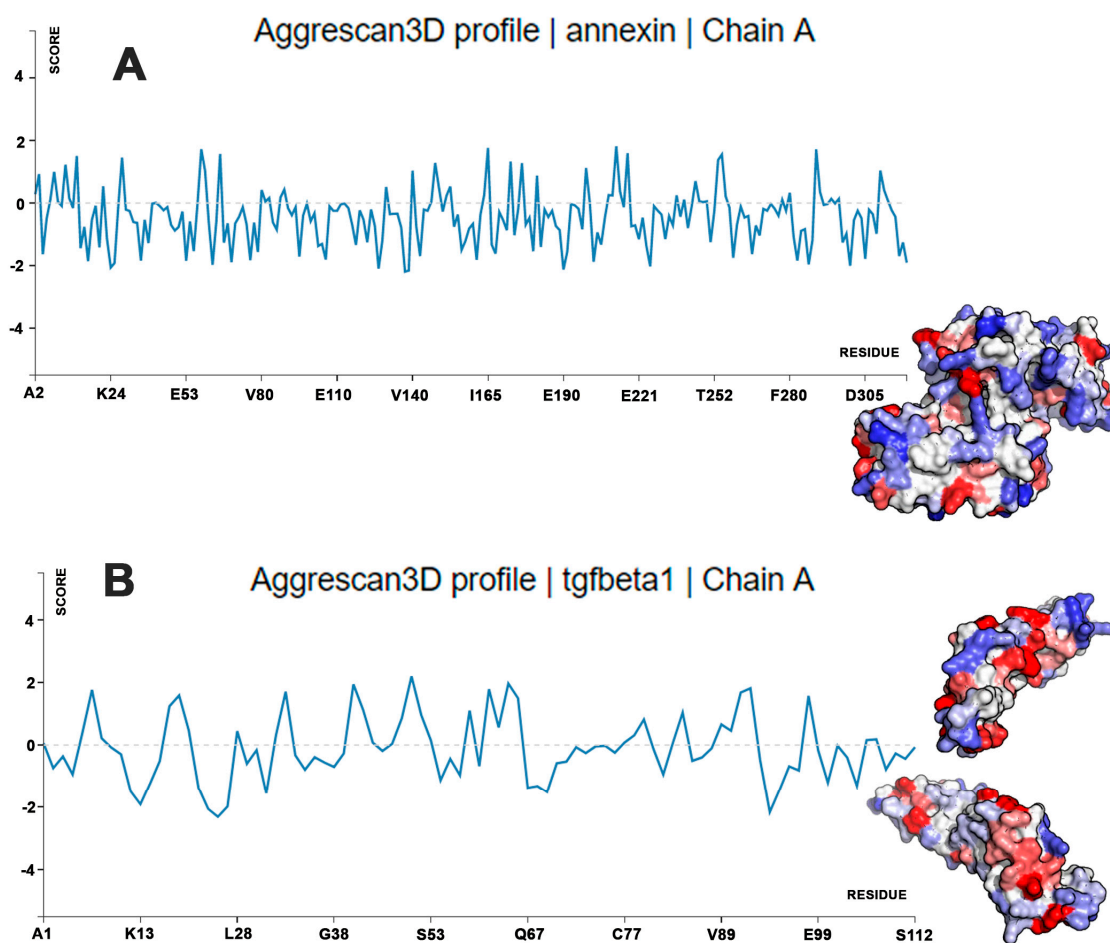 Aggrescan3D profile | annexin | Chain A
A
SCORE
4
2
0
-2
-4
RESIDUE
A2 K24 E53 V80 E110 V140 I165 E190 E221 T252 F280 D305
Aggrescan3D profile | tgfbeta1 | Chain A
B
SCORE
4
2
0
-2
-4
RESIDUE
A1 K13 L28 G38 S53 Q67 C77 V89 E99 S112